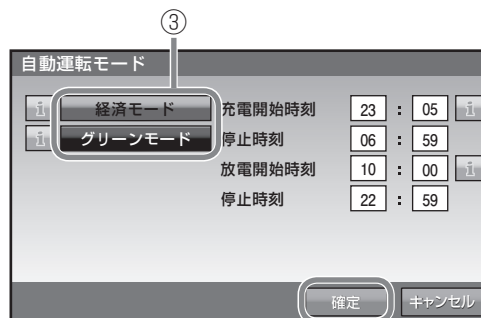 ③
自動運転モード
i 経済モード 充電開始時刻 23 : 05 i
i グリーンモード 停止時刻 06 : 59
放電開始時刻 10 : 00 i
停止時刻 22 : 59
確定 キャンセル